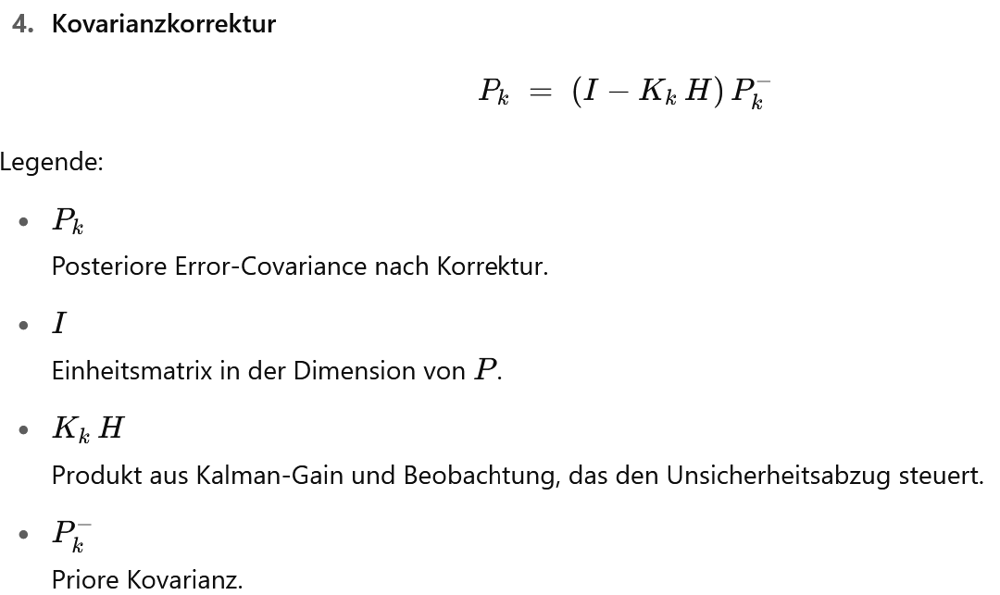 4. Kovarianzkorrektur
P_k = (I − K_k H) P_k^−
Legende:
• P_k
Posteriore Error-Covariance nach Korrektur.
• I
Einheitsmatrix in der Dimension von P.
• K_k H
Produkt aus Kalman-Gain und Beobachtung, das den Unsicherheitsabzug steuert.
• P_k^−
Priore Kovarianz.